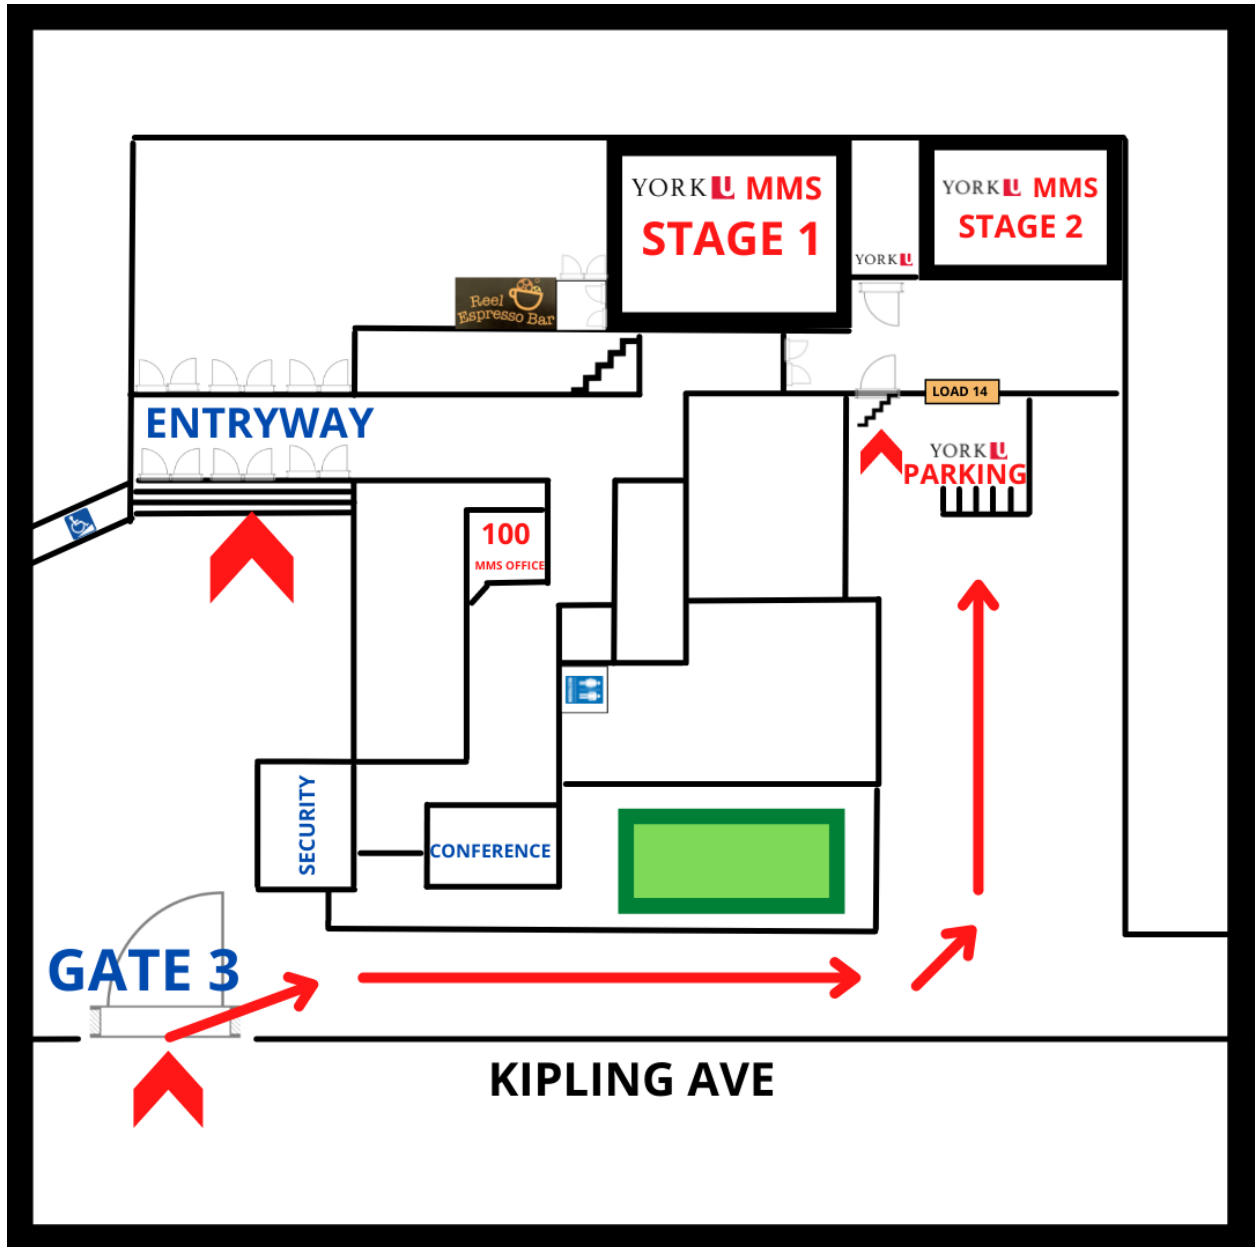 YORK U MMS
STAGE 1
YORK U MMS
STAGE 2
YORK U
Reel
Espresso Bar
LOAD 14
ENTRYWAY
YORK U
PARKING
100
MMS OFFICE
SECURITY
CONFERENCE
GATE 3
KIPLING AVE